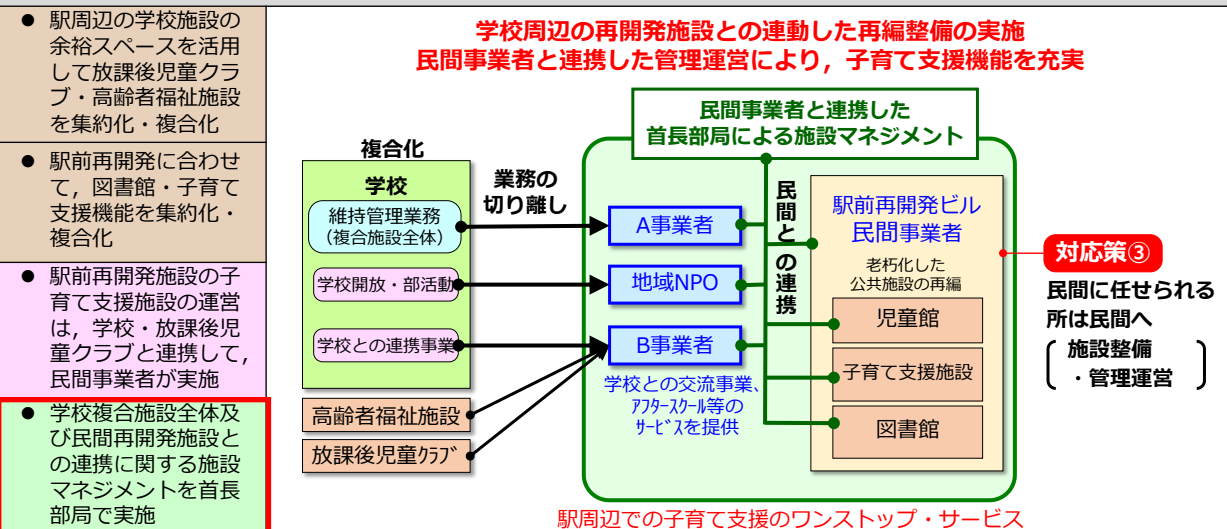 ● 駅周辺の学校施設の
余裕スペースを活用
して放課後児童クラ
ブ・高齢者福祉施設
を集約化・複合化
● 駅前再開発に合わせ
て，図書館・子育て
支援機能を集約化・
複合化
● 駅前再開発施設の子
育て支援施設の運営
は，学校・放課後児
童クラブと連携して，
民間事業者が実施
● 学校複合施設全体及
び民間再開発施設と
の連携に関する施設
マネジメントを首長
部局で実施
学校周辺の再開発施設との連動した再編整備の実施
民間事業者と連携した管理運営により，子育て支援機能を充実
民間事業者と連携した
首長部局による施設マネジメント
複合化
学校
維持管理業務
（複合施設全体）
学校開放・部活動
学校との連携事業
高齢者福祉施設
放課後児童ｸﾗﾌﾞ
業務の
切り離し
A事業者
地域NPO
B事業者
学校との交流事業、
ｱﾌﾀｰｽｸｰﾙ等の
ｻｰﾋﾞｽを提供
民間との連携
駅前再開発ビル
民間事業者
老朽化した
公共施設の再編
児童館
子育て支援施設
図書館
対応策③
民間に任せられる
所は民間へ
施設整備
・管理運営
駅周辺での子育て支援のワンストップ・サービス